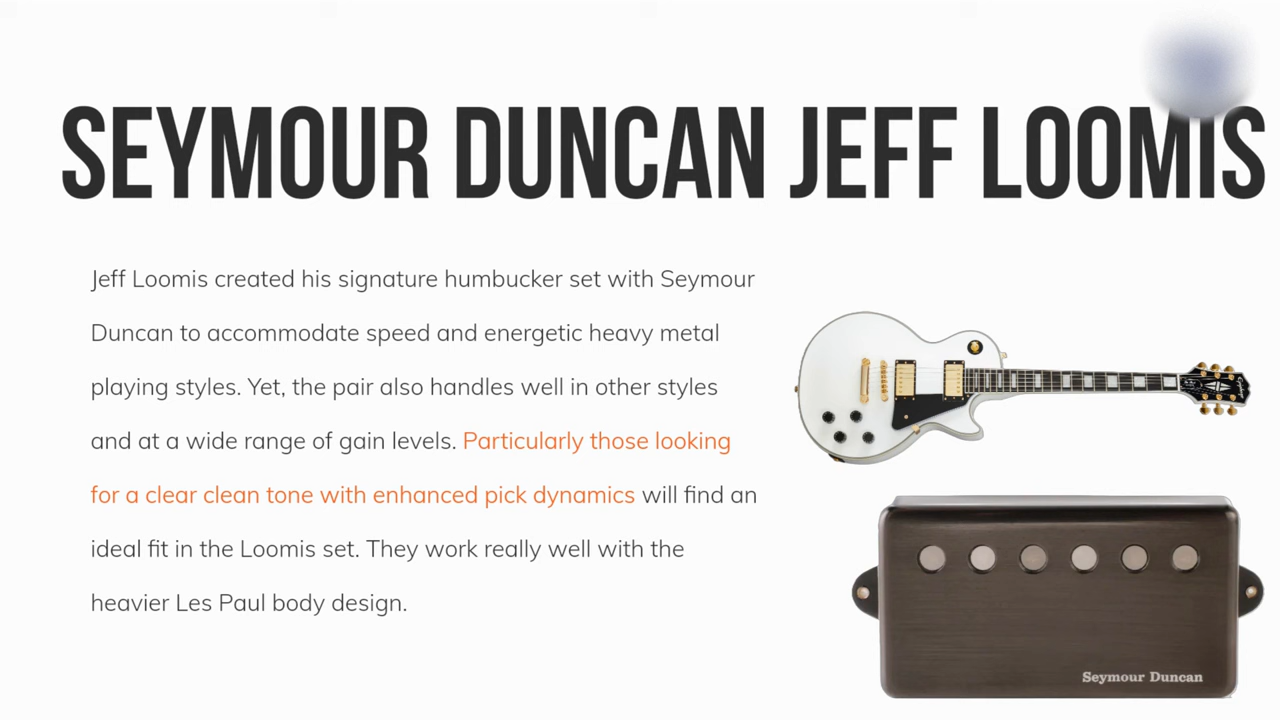 SEYMOUR DUNCAN JEFF LOOMIS
Jeff Loomis created his signature humbucker set with Seymour
Duncan to accommodate speed and energetic heavy metal
playing styles. Yet, the pair also handles well in other styles
and at a wide range of gain levels. Particularly those looking
for a clear clean tone with enhanced pick dynamics will find an
ideal fit in the Loomis set. They work really well with the
heavier Les Paul body design.
Seymour Duncan